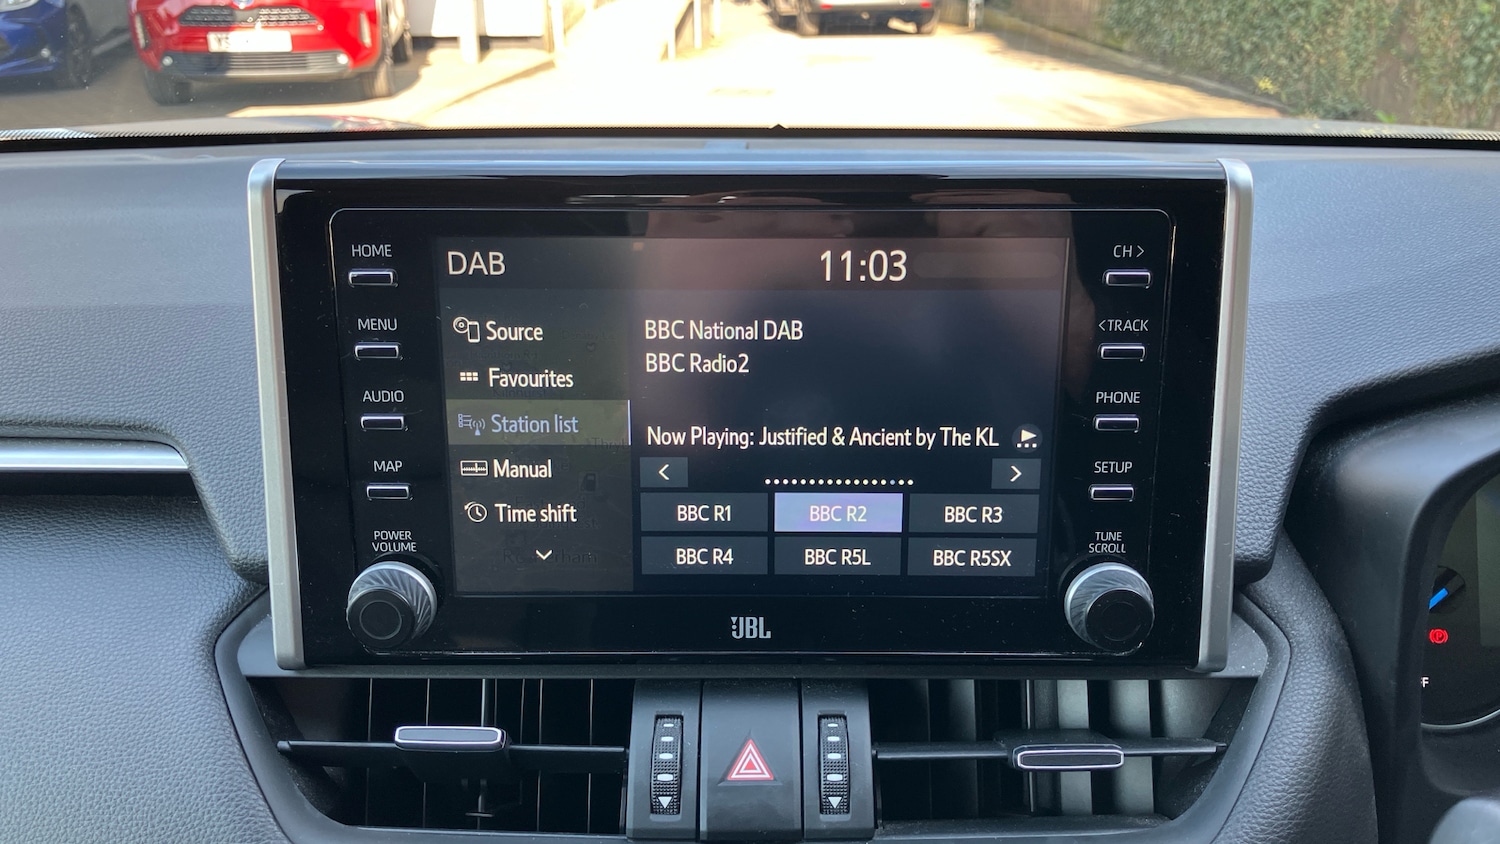 HOME
MENU
AUDIO
MAP
POWER
VOLUME
DAB
11:03
Source
Favourites
Station list
Manual
Time shift
BBC National DAB
BBC Radio2
Now Playing: Justified & Ancient by The KL
<
>
BBC R1
BBC R2
BBC R3
BBC R4
BBC R5L
BBC R5SX
CH >
< TRACK
PHONE
SETUP
TUNE
SCROLL
JBL
F